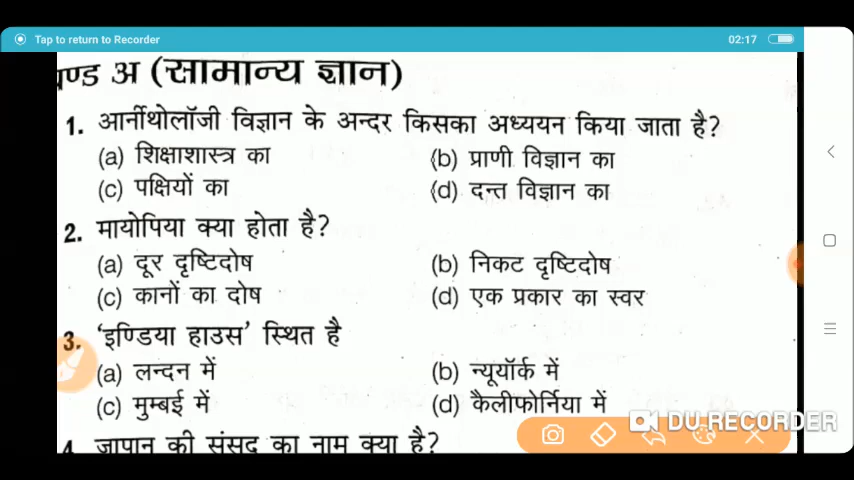 Tap to return to Recorder 02:17
ण्ड अ (सामान्य ज्ञान)
1. आर्नीथोलॉजी विज्ञान के अन्दर किसका अध्ययन किया जाता है?
(a) शिक्षाशास्त्र का (b) प्राणी विज्ञान का
(c) पक्षियों का (d) दन्त विज्ञान का
2. मायोपिया क्या होता है?
(a) दूर दृष्टिदोष (b) निकट दृष्टिदोष
(c) कानों का दोष (d) एक प्रकार का स्वर
3. ‘इण्डिया हाउस’ स्थित है
(a) लन्दन में (b) न्यूयॉर्क में
(c) मुम्बई में (d) कैलीफोर्निया में
DU RECORDER
4 जापान की संसद का नाम क्या है?